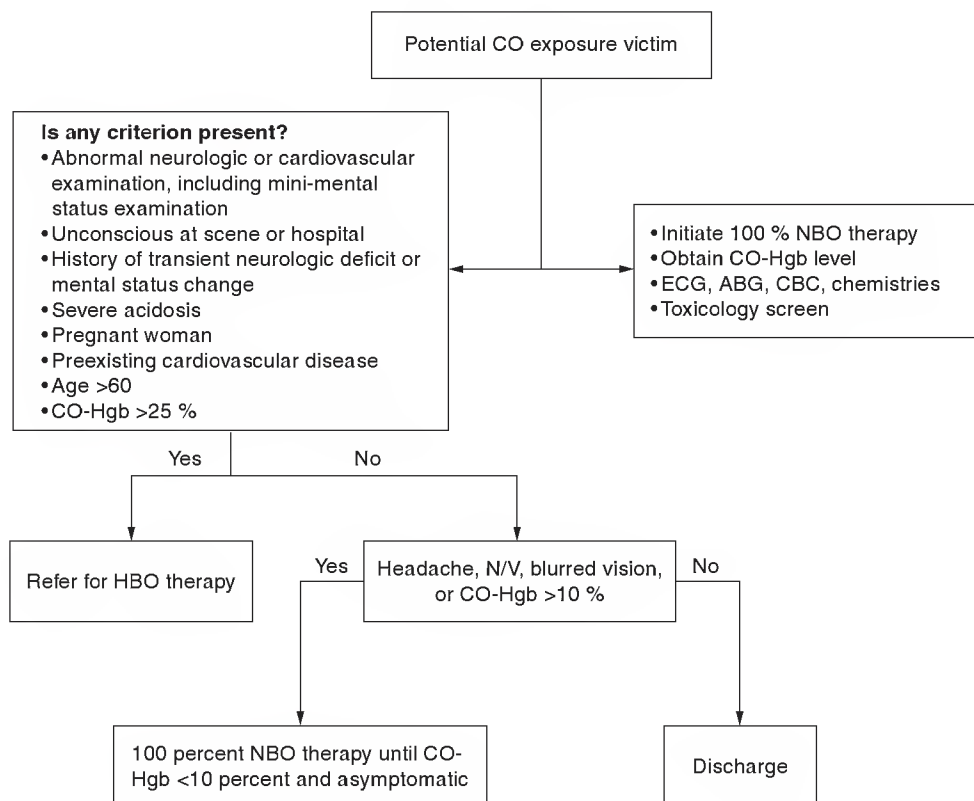 Potential CO exposure victim
Is any criterion present?
•Abnormal neurologic or cardiovascular
examination, including mini-mental
status examination
•Unconscious at scene or hospital
•History of transient neurologic deficit or
mental status change
•Severe acidosis
•Pregnant woman
•Preexisting cardiovascular disease
•Age >60
•CO-Hgb >25 %
•Initiate 100 % NBO therapy
•Obtain CO-Hgb level
•ECG, ABG, CBC, chemistries
•Toxicology screen
Yes
No
Refer for HBO therapy
Yes
Headache, N/V, blurred vision,
or CO-Hgb >10 %
No
100 percent NBO therapy until CO-
Hgb <10 percent and asymptomatic
Discharge